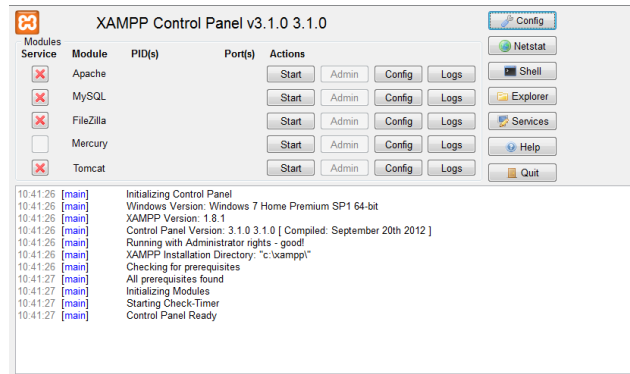 XAMPP Control Panel v3.1.0 3.1.0
Config
Modules
Service Module PID(s) Port(s) Actions
Netstat
Apache Start Admin Config Logs
Shell
MySQL Start Admin Config Logs
Explorer
FileZilla Start Admin Config Logs
Services
Mercury Start Admin Config Logs
Help
Tomcat Start Admin Config Logs
Quit
10:41:26 [main] Initializing Control Panel
10:41:26 [main] Windows Version: Windows 7 Home Premium SP1 64-bit
10:41:26 [main] XAMPP Version: 1.8.1
10:41:26 [main] Control Panel Version: 3.1.0 3.1.0 [ Compiled: September 20th 2012 ]
10:41:26 [main] Running with Administrator rights - good!
10:41:26 [main] XAMPP Installation Directory: "c:\xampp\"
10:41:26 [main] Checking for prerequisites
10:41:27 [main] All prerequisites found
10:41:27 [main] Initializing Modules
10:41:27 [main] Starting Check-Timer
10:41:27 [main] Control Panel Ready